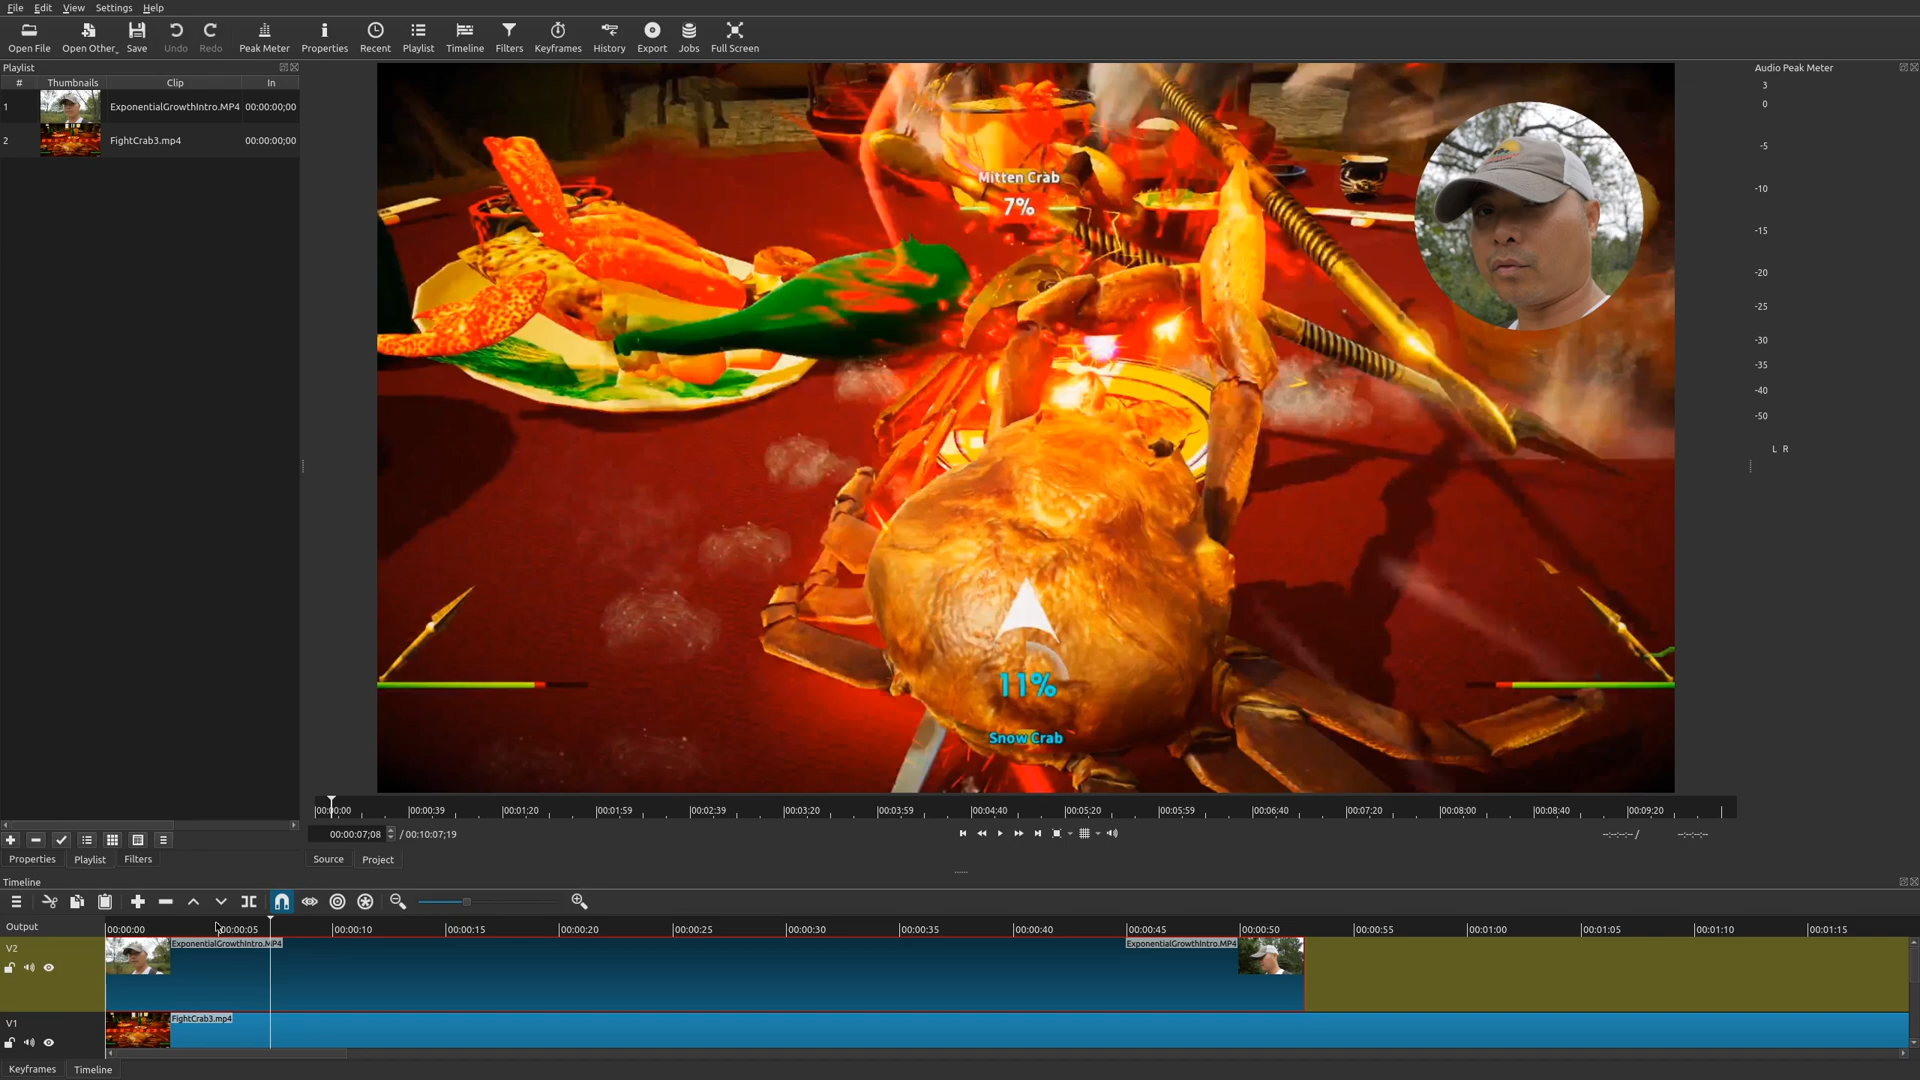 File Edit View Settings Help
Open File Open Other... Save Undo Redo Peak Meter Properties Recent Playlist Timeline Filters Keyframes History Export Jobs Full Screen
Playlist
# Thumbnails Clip In
1 ExponentialGrowthIntro.MP4 00:00:00;00
2 FightCrab3.mp4 00:00:00;00
Mitten Crab
7%
11%
Snow Crab
Audio Peak Meter
3
0
-5
-10
-15
-20
-25
-30
-35
-40
-50
L R
00:00:00 00:00:39 00:01:20 00:01:59 00:02:39 00:03:20 00:03:59 00:04:40 00:05:20 00:05:59 00:06:40 00:07:20 00:08:00 00:08:40 00:09:20
00:00:07;08 / 00:10:07;19 --:--:--;-- / --:--:--;--
Properties Playlist Filters
Source Project
Timeline
Output 00:00:00 00:00:05 00:00:10 00:00:15 00:00:20 00:00:25 00:00:30 00:00:35 00:00:40 00:00:45 00:00:50 00:00:55 00:01:00 00:01:05 00:01:10 00:01:15
V2 ExponentialGrowthIntro.MP4 ExponentialGrowthIntro.MP4
V1 FightCrab3.mp4
Keyframes Timeline